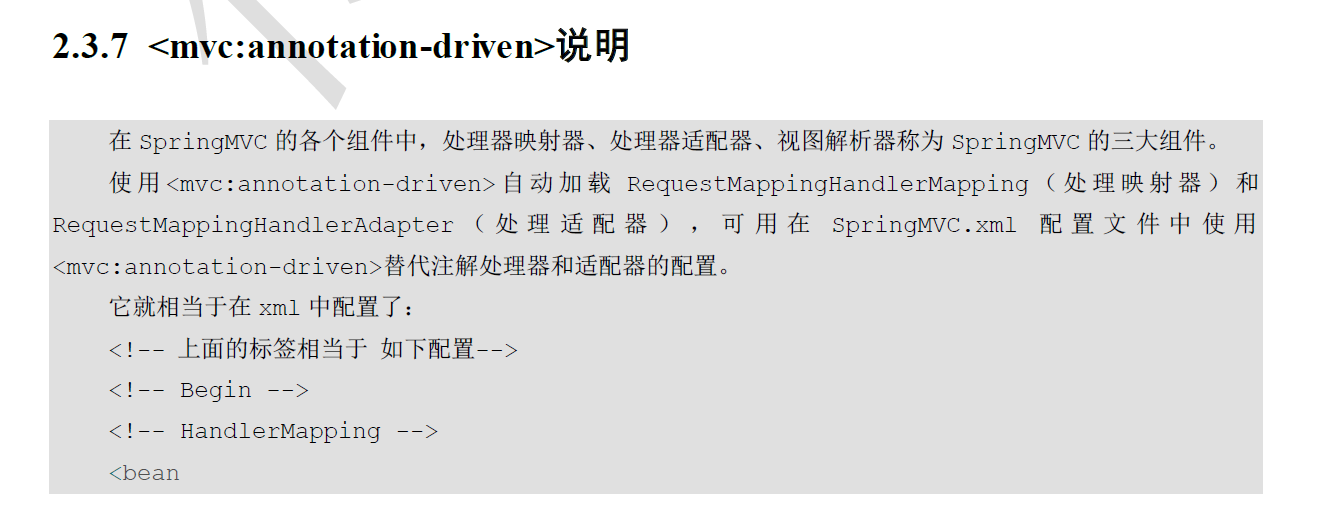 2.3.7 <mvc:annotation-driven>说明
在 SpringMVC 的各个组件中，处理器映射器、处理器适配器、视图解析器称为 SpringMVC 的三大组件。
使用<mvc:annotation-driven>自动加载 RequestMappingHandlerMapping（处理映射器）和
RequestMappingHandlerAdapter（处理适配器），可用在 SpringMVC.xml 配置文件中使用
<mvc:annotation-driven>替代注解处理器和适配器的配置。
它就相当于在 xml 中配置了：
<!-- 上面的标签相当于 如下配置-->
<!-- Begin -->
<!-- HandlerMapping -->
<bean